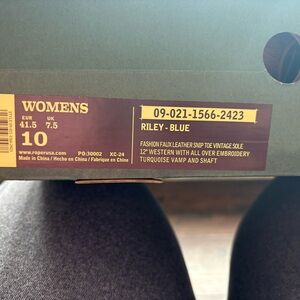 WOMENS
EUR UK
41.5 7.5
10
www.roperusa.com PO:30002 XC-24
Made in China / Hecho en China / Fabrique en Chine
09-021-1566-2423
RILEY - BLUE
FASHION FAUX LEATHER SNIP TOE VINTAGE SOLE
12" WESTERN WITH ALL OVER EMBROIDERY
TURQUOISE VAMP AND SHAFT